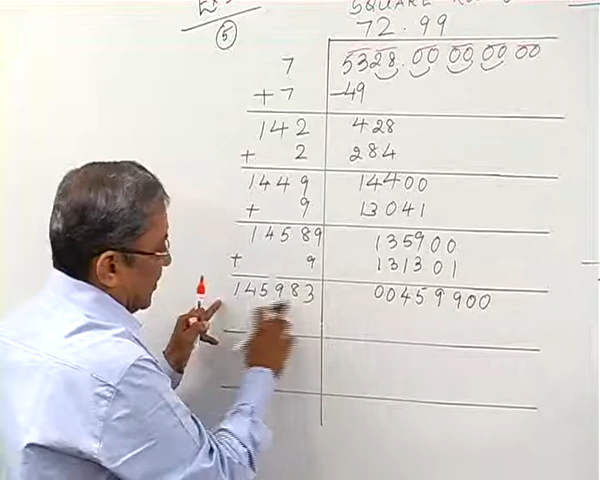 SQUARE
5
72.99
7 5328.00 00 00 00
+7 -49
142 428
+ 2 284
1449 14400
+ 9 13041
14589 135900
+ 9 131301
145983 00459900